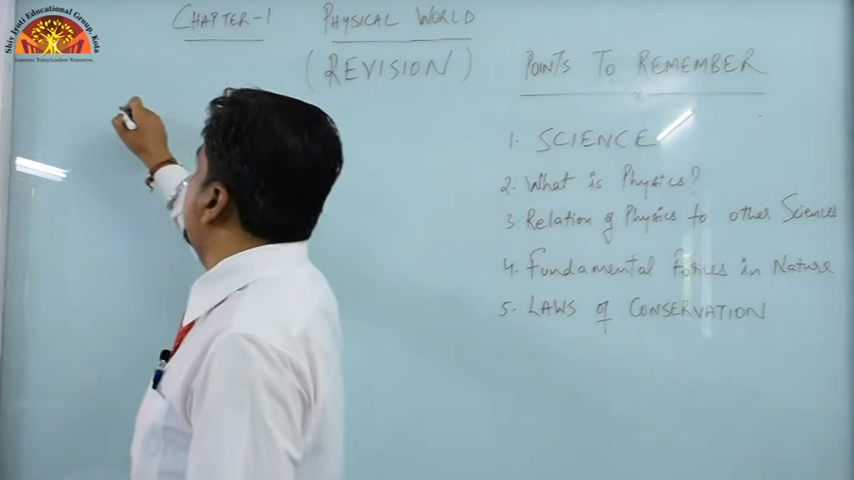 Shiv Jyoti Educational Group, Kota
Learners Today Leaders Tomorrow
CHAPTER-1 PHYSICAL WORLD
(REVISION)
POINTS TO REMEMBER
1. SCIENCE
2. What is Physics?
3. Relation of Physics to other Sciences
4. Fundamental Forces in Nature
5. LAWS of CONSERVATION